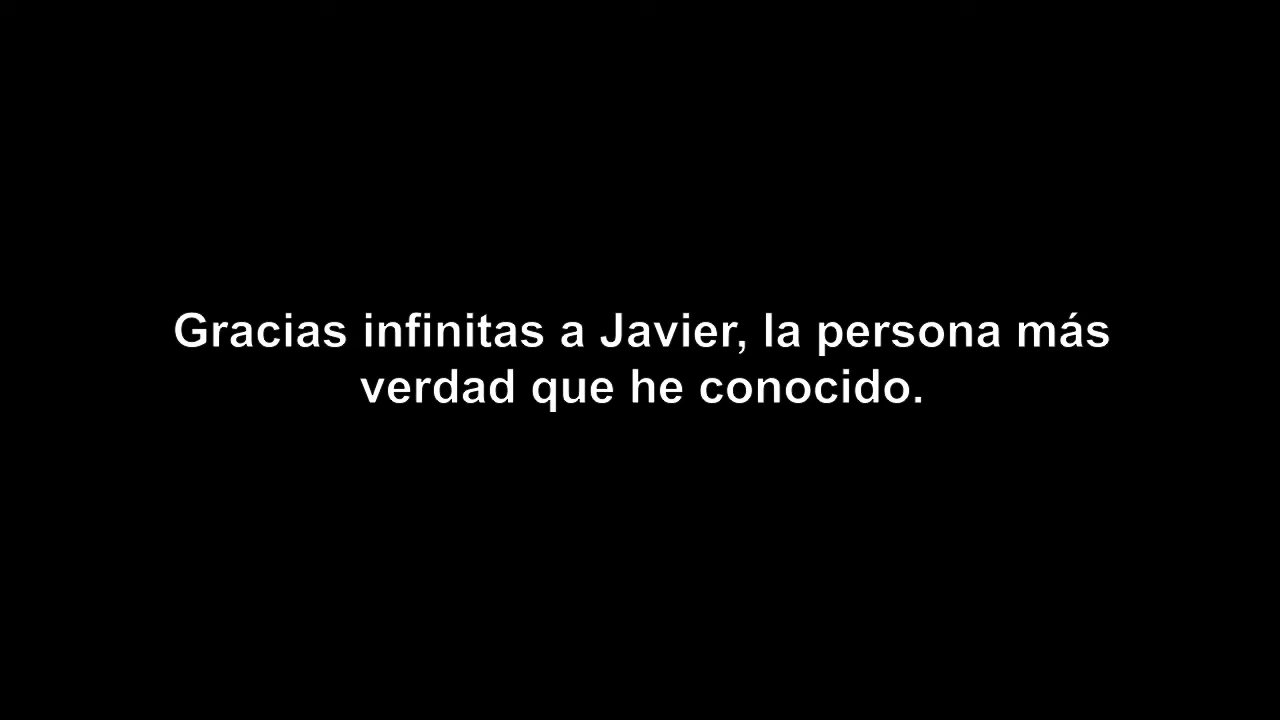 Gracias infinitas a Javier, la persona más
verdad que he conocido.